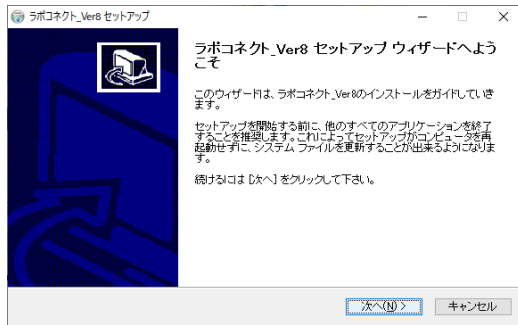 ラボコネクト_Ver8 セットアップ
ラボコネクト_Ver8 セットアップ ウィザードへよう
こそ
このウィザードは、ラボコネクト_Ver8のインストールをガイドしていき
ます。
セットアップを開始する前に、他のすべてのアプリケーションを終了
することを推奨します。これによってセットアップがコンピュータを再
起動せずに、システム ファイルを更新することが出来るようになりま
す。
続けるには [次へ] をクリックして下さい。
次へ(N) >
キャンセル